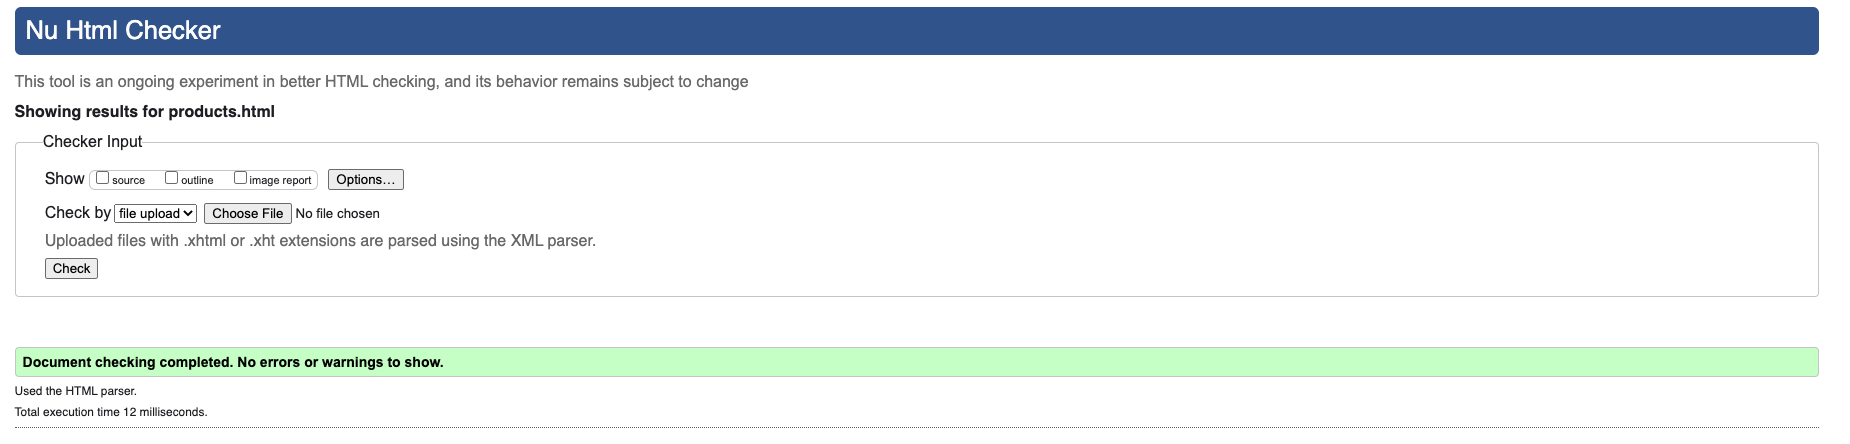 Nu Html Checker
This tool is an ongoing experiment in better HTML checking, and its behavior remains subject to change
Showing results for products.html
Checker Input
Show source outline image report Options...
Check by file upload Choose File No file chosen
Uploaded files with .xhtml or .xht extensions are parsed using the XML parser.
Check
Document checking completed. No errors or warnings to show.
Used the HTML parser.
Total execution time 12 milliseconds.